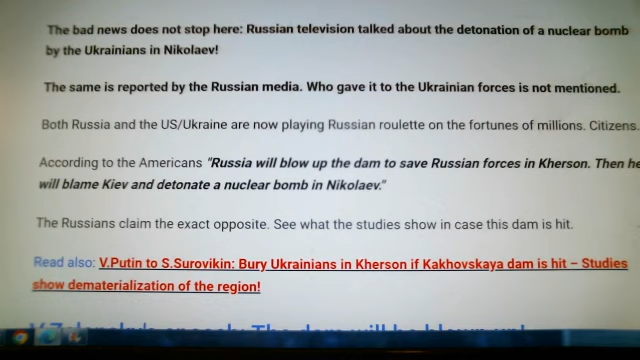 The bad news does not stop here: Russian television talked about the detonation of a nuclear bomb
by the Ukrainians in Nikolaev!
The same is reported by the Russian media. Who gave it to the Ukrainian forces is not mentioned.
Both Russia and the US/Ukraine are now playing Russian roulette on the fortunes of millions. Citizens.
According to the Americans "Russia will blow up the dam to save Russian forces in Kherson. Then he
will blame Kiev and detonate a nuclear bomb in Nikolaev."
The Russians claim the exact opposite. See what the studies show in case this dam is hit.
Read also: V.Putin to S.Surovikin: Bury Ukrainians in Kherson if Kakhovskaya dam is hit – Studies
show dematerialization of the region!